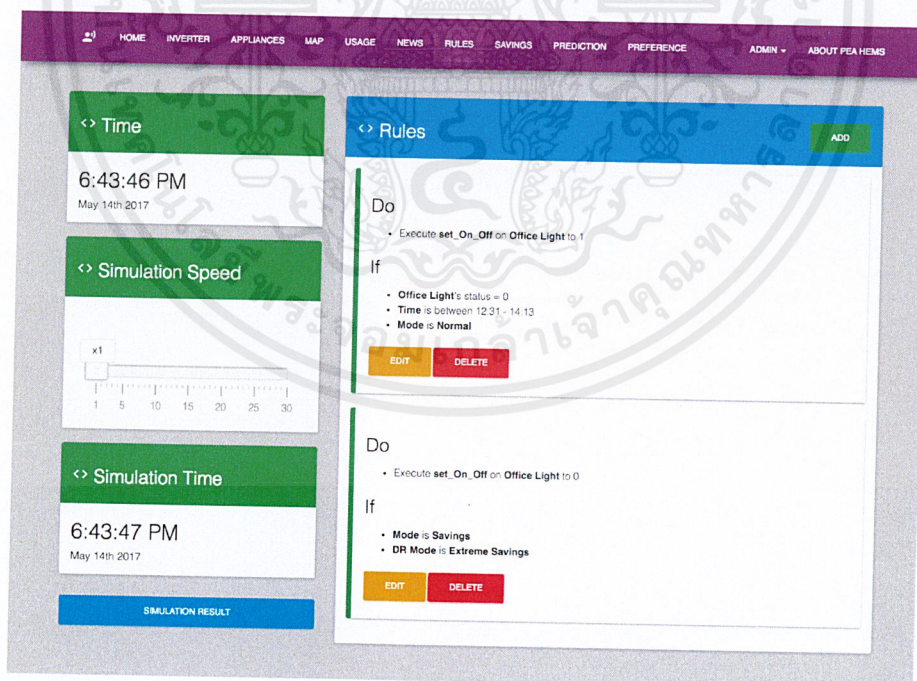 HOME INVERTER APPLIANCES MAP USAGE NEWS RULES SAVINGS PREDICTION PREFERENCE ADMIN ABOUT PEA HEMS
<> Time
6:43:46 PM
May 14th 2017
<> Simulation Speed
x1
1 5 10 15 20 25 30
<> Simulation Time
6:43:47 PM
May 14th 2017
SIMULATION RESULT
<> Rules
ADD
Do
• Execute set_On_Off on Office Light to 1
If
• Office Light's status = 0
• Time is between 12:31 - 14:13
• Mode is Normal
EDIT DELETE
Do
• Execute set_On_Off on Office Light to 0
If
• Mode is Savings
• DR Mode is Extreme Savings
EDIT DELETE